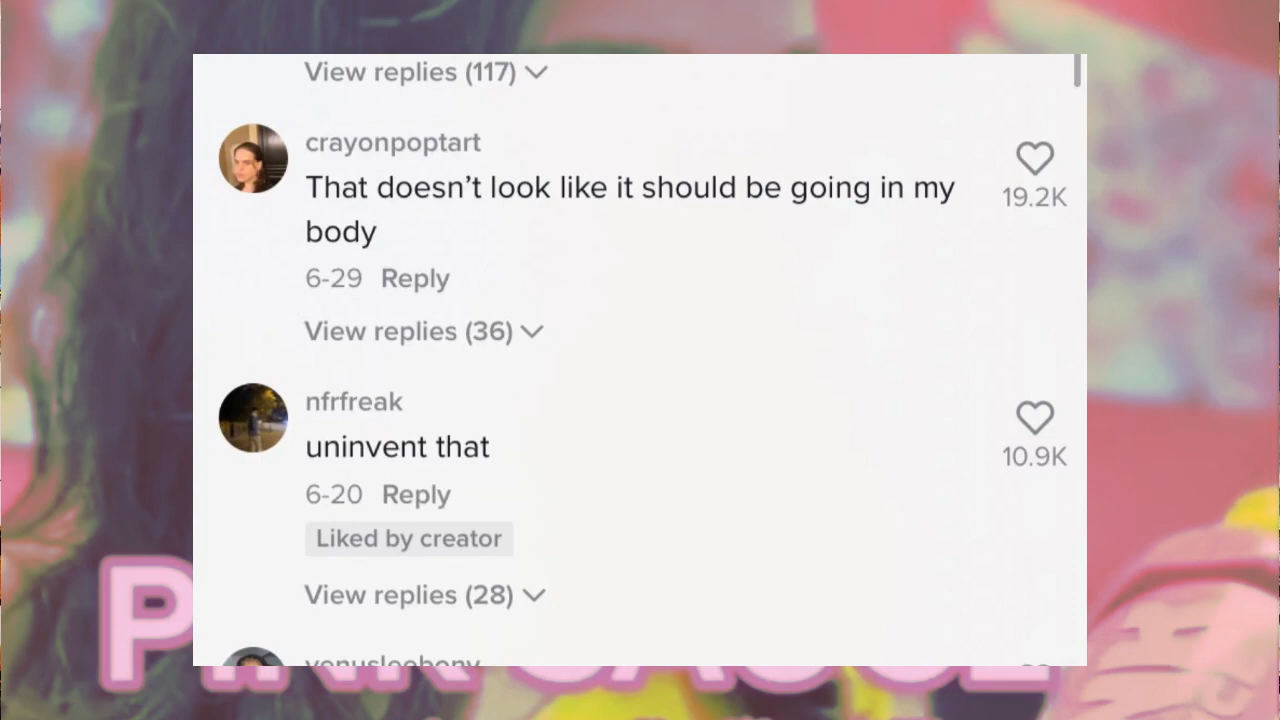 View replies (117)
crayonpoptart
That doesn’t look like it should be going in my
body
19.2K
6-29 Reply
View replies (36)
nfrfreak
uninvent that
10.9K
6-20 Reply
Liked by creator
View replies (28)